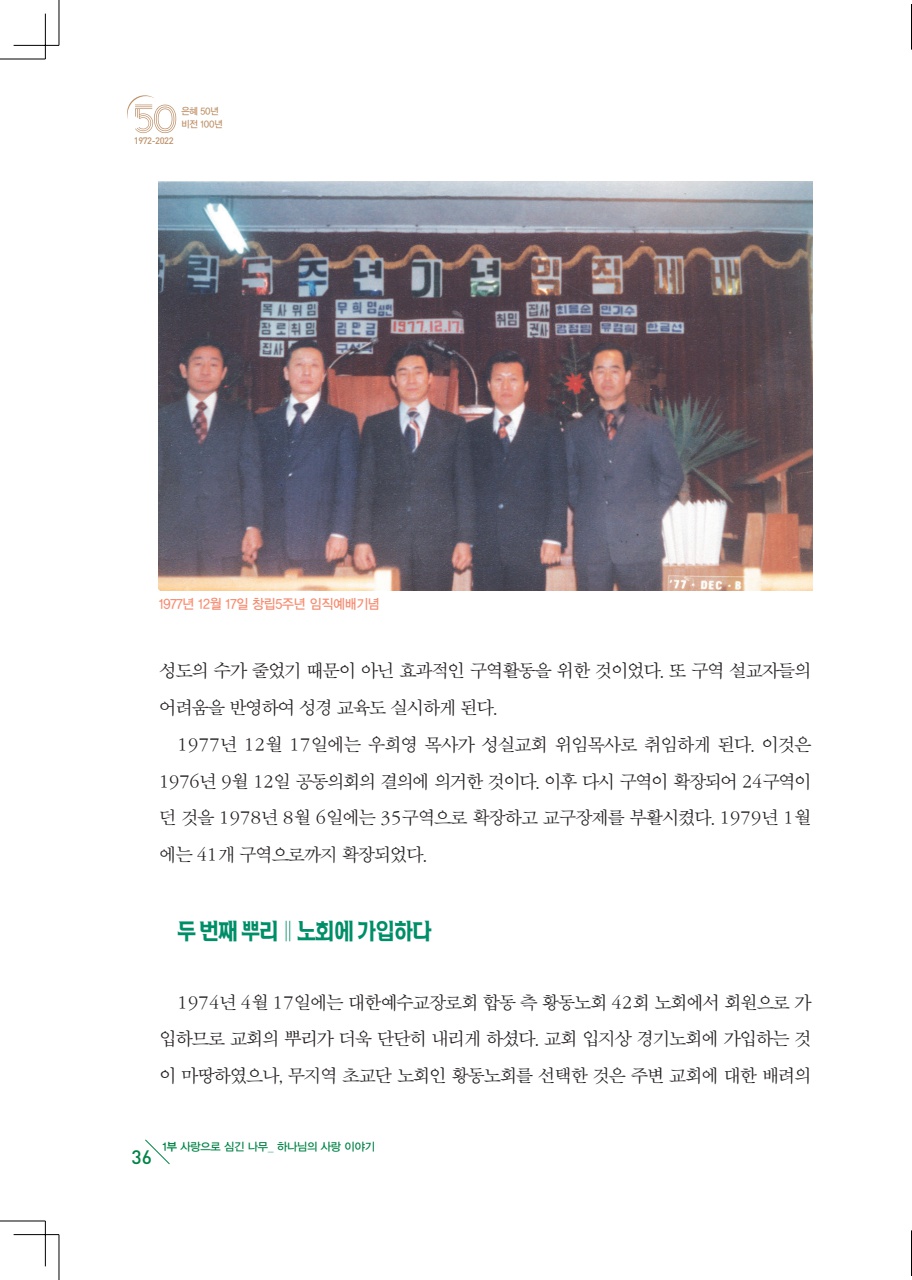 50
은혜 50년
비전 100년
1972-2022
립5주년기념임직예배
목사위임 우희영
장로취임 김만금
1977.12.17.
취임
집사
권사
집사
한금선
'77 · DEC · 8
1977년 12월 17일 창립5주년 임직예배기념
성도의 수가 줄었기 때문이 아닌 효과적인 구역활동을 위한 것이었다. 또 구역 설교자들의
어려움을 반영하여 성경 교육도 실시하게 된다.
1977년 12월 17일에는 우희영 목사가 성실교회 위임목사로 취임하게 된다. 이것은
1976년 9월 12일 공동의회의 결의에 의거한 것이다. 이후 다시 구역이 확장되어 24구역이
던 것을 1978년 8월 6일에는 35구역으로 확장하고 교구장제를 부활시켰다. 1979년 1월
에는 41개 구역으로까지 확장되었다.
두 번째 뿌리 ∥ 노회에 가입하다
1974년 4월 17일에는 대한예수교장로회 합동 측 황동노회 42회 노회에서 회원으로 가
입하므로 교회의 뿌리가 더욱 단단히 내리게 하셨다. 교회 입지상 경기노회에 가입하는 것
이 마땅하였으나, 무지역 초교단 노회인 황동노회를 선택한 것은 주변 교회에 대한 배려의
36 1부 사랑으로 심긴 나무_ 하나님의 사랑 이야기